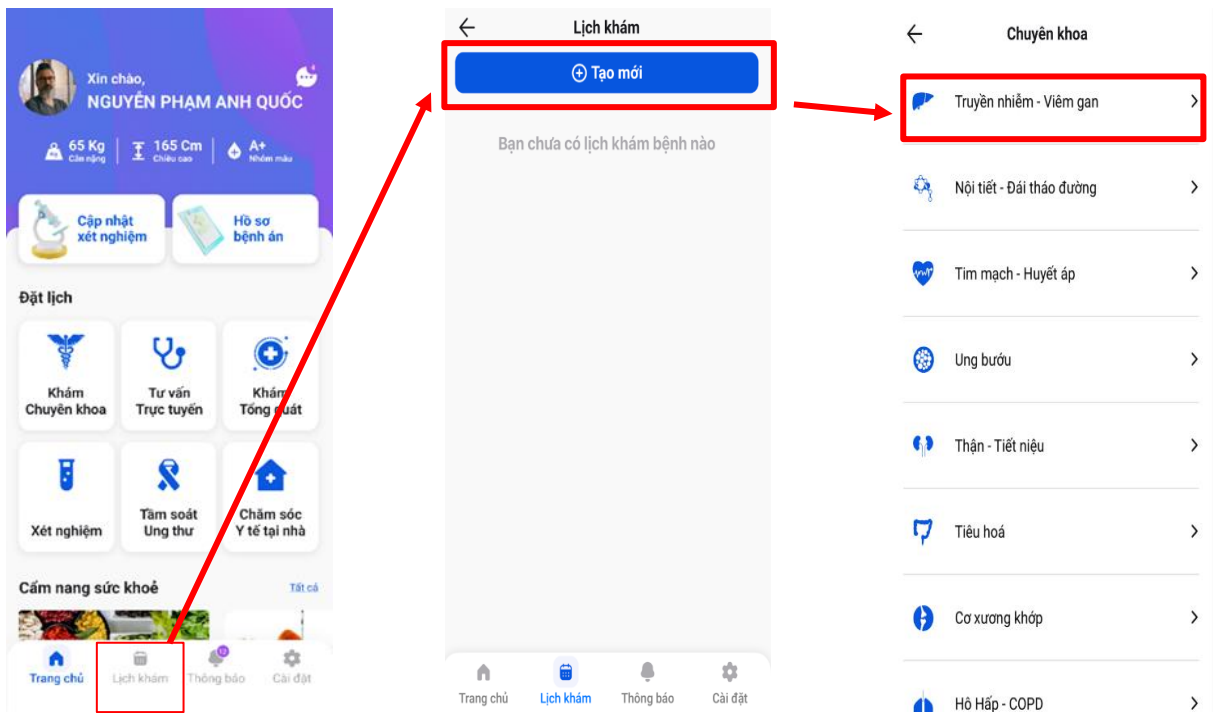 Xin chào,
NGUYỄN PHẠM ANH QUỐC
65 Kg
Cân nặng
165 Cm
Chiều cao
A+
Nhóm máu
Cập nhật
xét nghiệm
Hồ sơ
bệnh án
Đặt lịch
Khám
Chuyên khoa
Tư vấn
Trực tuyến
Khám
Tổng quát
Xét nghiệm
Tầm soát
Ung thư
Chăm sóc
Y tế tại nhà
Cẩm nang sức khoẻ
Tất cả
Trang chủ
Lịch khám
Thông báo
Cài đặt
Lịch khám
Tạo mới
Bạn chưa có lịch khám bệnh nào
Trang chủ
Lịch khám
Thông báo
Cài đặt
Chuyên khoa
Truyền nhiễm - Viêm gan
Nội tiết - Đái tháo đường
Tim mạch - Huyết áp
Ung bướu
Thận - Tiết niệu
Tiêu hoá
Cơ xương khớp
Hô Hấp - COPD